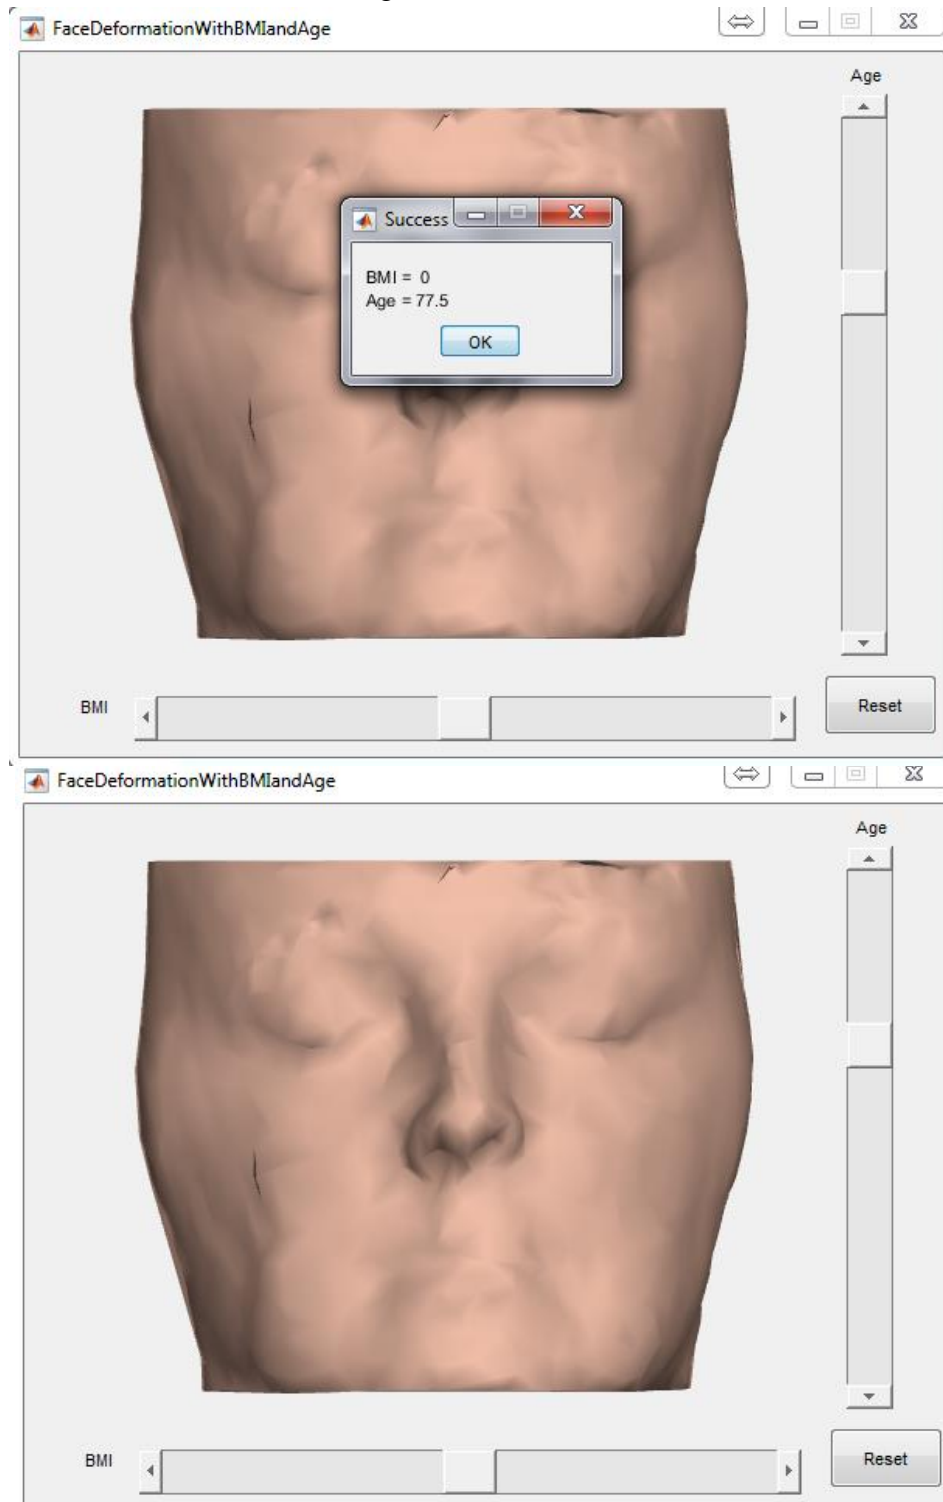 FaceDeformationWithBMIandAge
Age
Success
BMI = 0
Age = 77.5
OK
BMI
Reset
FaceDeformationWithBMIandAge
Age
BMI
Reset